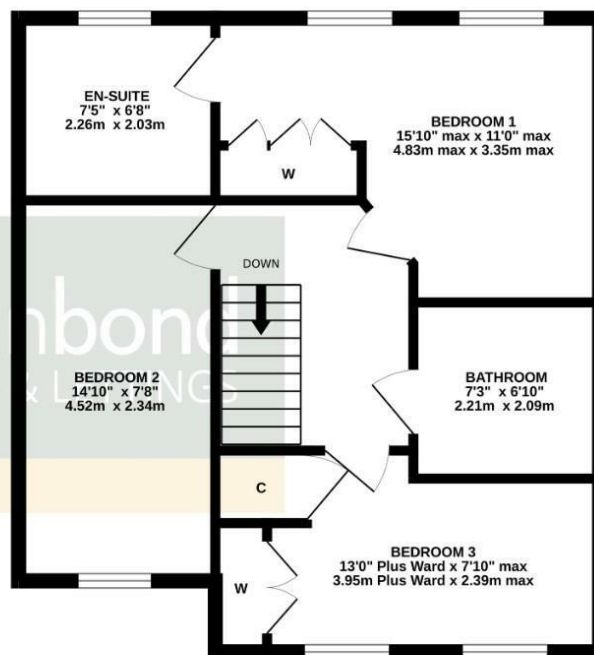 EN-SUITE
7'5" x 6'8"
2.26m x 2.03m
BEDROOM 1
15'10" max x 11'0" max
4.83m max x 3.35m max
W
DOWN
BEDROOM 2
14'10" x 7'8"
4.52m x 2.34m
BATHROOM
7'3" x 6'10"
2.21m x 2.09m
C
BEDROOM 3
13'0" Plus Ward x 7'10" max
3.95m Plus Ward x 2.39m max
W